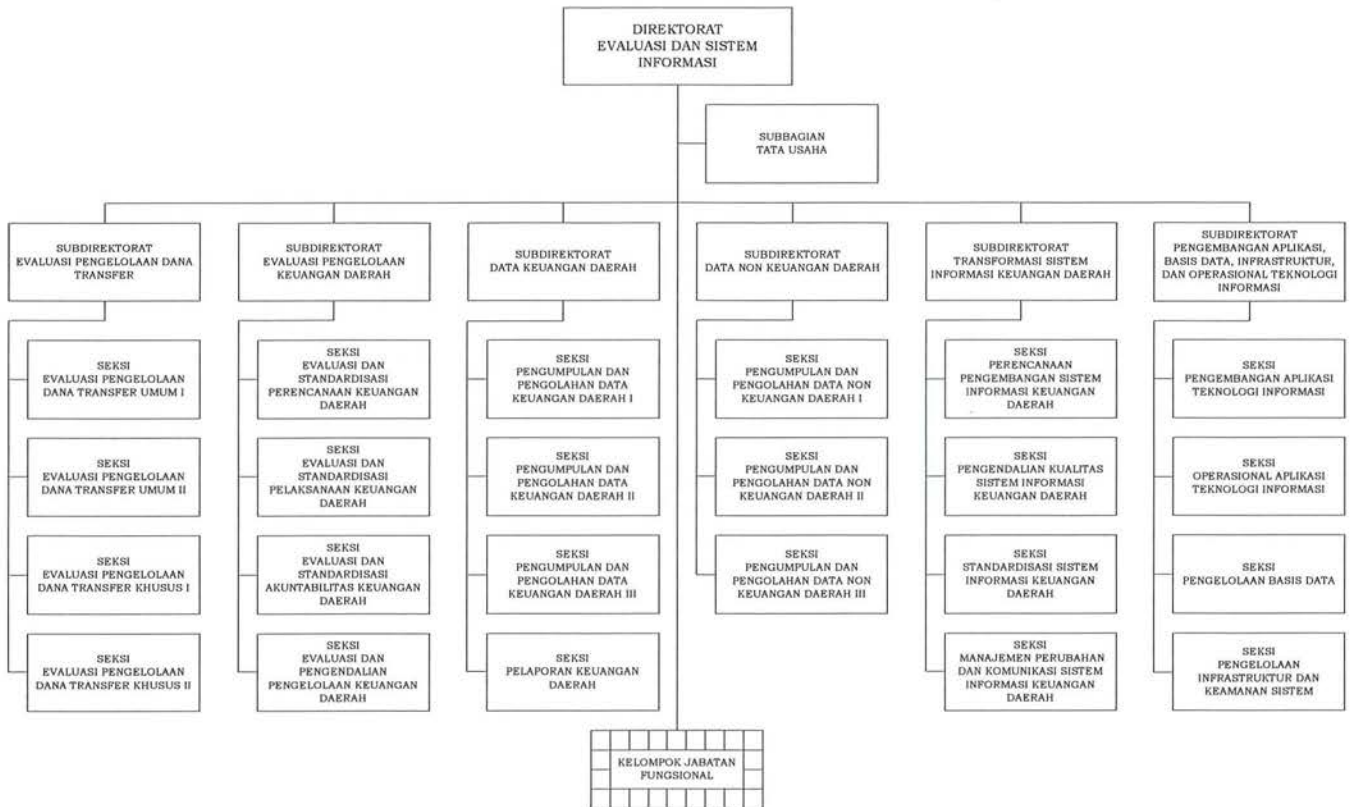 DIREKTORAT
EVALUASI DAN SISTEM
INFORMASI
SUBBAGIAN
TATA USAHA
SUBDIREKTORAT
EVALUASI PENGELOLAAN DANA
TRANSFER
SEKSI
EVALUASI PENGELOLAAN
DANA TRANSFER UMUM I
SEKSI
EVALUASI PENGELOLAAN
DANA TRANSFER UMUM II
SEKSI
EVALUASI PENGELOLAAN
DANA TRANSFER KHUSUS I
SEKSI
EVALUASI PENGELOLAAN
DANA TRANSFER KHUSUS II
SUBDIREKTORAT
EVALUASI PENGELOLAAN
KEUANGAN DAERAH
SEKSI
EVALUASI DAN
STANDARDISASI
PERENCANAAN KEUANGAN
DAERAH
SEKSI
EVALUASI DAN
STANDARDISASI
PELAKSANAAN KEUANGAN
DAERAH
SEKSI
EVALUASI DAN
STANDARDISASI
AKUNTABILITAS KEUANGAN
DAERAH
SEKSI
EVALUASI DAN
PENGENDALIAN
PENGELOLAAN KEUANGAN
DAERAH
SUBDIREKTORAT
DATA KEUANGAN DAERAH
SEKSI
PENGUMPULAN DAN
PENGOLAHAN DATA
KEUANGAN DAERAH I
SEKSI
PENGUMPULAN DAN
PENGOLAHAN DATA
KEUANGAN DAERAH II
SEKSI
PENGUMPULAN DAN
PENGOLAHAN DATA
KEUANGAN DAERAH III
SEKSI
PELAPORAN KEUANGAN
DAERAH
SUBDIREKTORAT
DATA NON KEUANGAN DAERAH
SEKSI
PENGUMPULAN DAN
PENGOLAHAN DATA NON
KEUANGAN DAERAH I
SEKSI
PENGUMPULAN DAN
PENGOLAHAN DATA NON
KEUANGAN DAERAH II
SEKSI
PENGUMPULAN DAN
PENGOLAHAN DATA NON
KEUANGAN DAERAH III
SUBDIREKTORAT
TRANSFORMASI SISTEM
INFORMASI KEUANGAN DAERAH
SEKSI
PERENCANAAN
PENGEMBANGAN SISTEM
INFORMASI KEUANGAN
DAERAH
SEKSI
PENGENDALIAN KUALITAS
SISTEM INFORMASI
KEUANGAN DAERAH
SEKSI
STANDARDISASI SISTEM
INFORMASI KEUANGAN
DAERAH
SEKSI
MANAJEMEN PERUBAHAN
DAN KOMUNIKASI SISTEM
INFORMASI KEUANGAN
DAERAH
SUBDIREKTORAT
PENGEMBANGAN APLIKASI,
BASIS DATA, INFRASTRUKTUR,
DAN OPERASIONAL TEKNOLOGI
INFORMASI
SEKSI
PENGEMBANGAN APLIKASI
TEKNOLOGI INFORMASI
SEKSI
OPERASIONAL APLIKASI
TEKNOLOGI INFORMASI
SEKSI
PENGELOLAAN BASIS DATA
SEKSI
PENGELOLAAN
INFRASTRUKTUR DAN
KEAMANAN SISTEM
KELOMPOK JABATAN
FUNGSIONAL